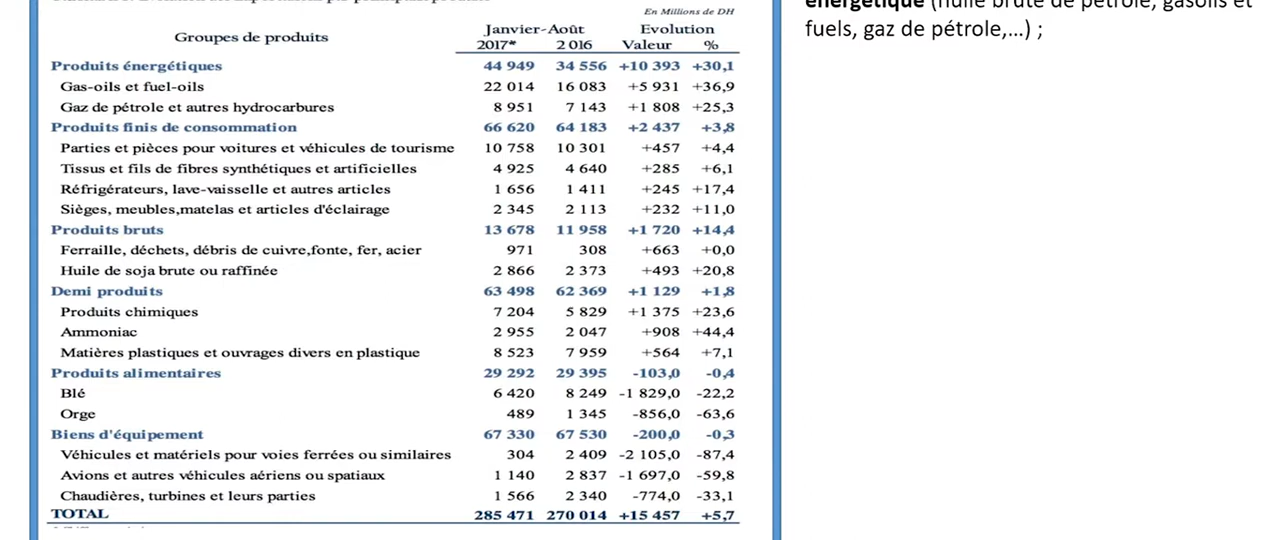 En Millions de DH
Groupes de produits Janvier-Août Evolution
2017* 2 016 Valeur %
Produits énergétiques 44 949 34 556 +10 393 +30,1
Gas-oils et fuel-oils 22 014 16 083 +5 931 +36,9
Gaz de pétrole et autres hydrocarbures 8 951 7 143 +1 808 +25,3
Produits finis de consommation 66 620 64 183 +2 437 +3,8
Parties et pièces pour voitures et véhicules de tourisme 10 758 10 301 +457 +4,4
Tissus et fils de fibres synthétiques et artificielles 4 925 4 640 +285 +6,1
Réfrigérateurs, lave-vaisselle et autres articles 1 656 1 411 +245 +17,4
Sièges, meubles,matelas et articles d'éclairage 2 345 2 113 +232 +11,0
Produits bruts 13 678 11 958 +1 720 +14,4
Ferraille, déchets, débris de cuivre,fonte, fer, acier 971 308 +663 +0,0
Huile de soja brute ou raffinée 2 866 2 373 +493 +20,8
Demi produits 63 498 62 369 +1 129 +1,8
Produits chimiques 7 204 5 829 +1 375 +23,6
Ammoniac 2 955 2 047 +908 +44,4
Matières plastiques et ouvrages divers en plastique 8 523 7 959 +564 +7,1
Produits alimentaires 29 292 29 395 -103,0 -0,4
Blé 6 420 8 249 -1 829,0 -22,2
Orge 489 1 345 -856,0 -63,6
Biens d'équipement 67 330 67 530 -200,0 -0,3
Véhicules et matériels pour voies ferrées ou similaires 304 2 409 -2 105,0 -87,4
Avions et autres véhicules aériens ou spatiaux 1 140 2 837 -1 697,0 -59,8
Chaudières, turbines et leurs parties 1 566 2 340 -774,0 -33,1
TOTAL 285 471 270 014 +15 457 +5,7
énergétique (huile brute de pétrole, gasoils et
fuels, gaz de pétrole,...) ;